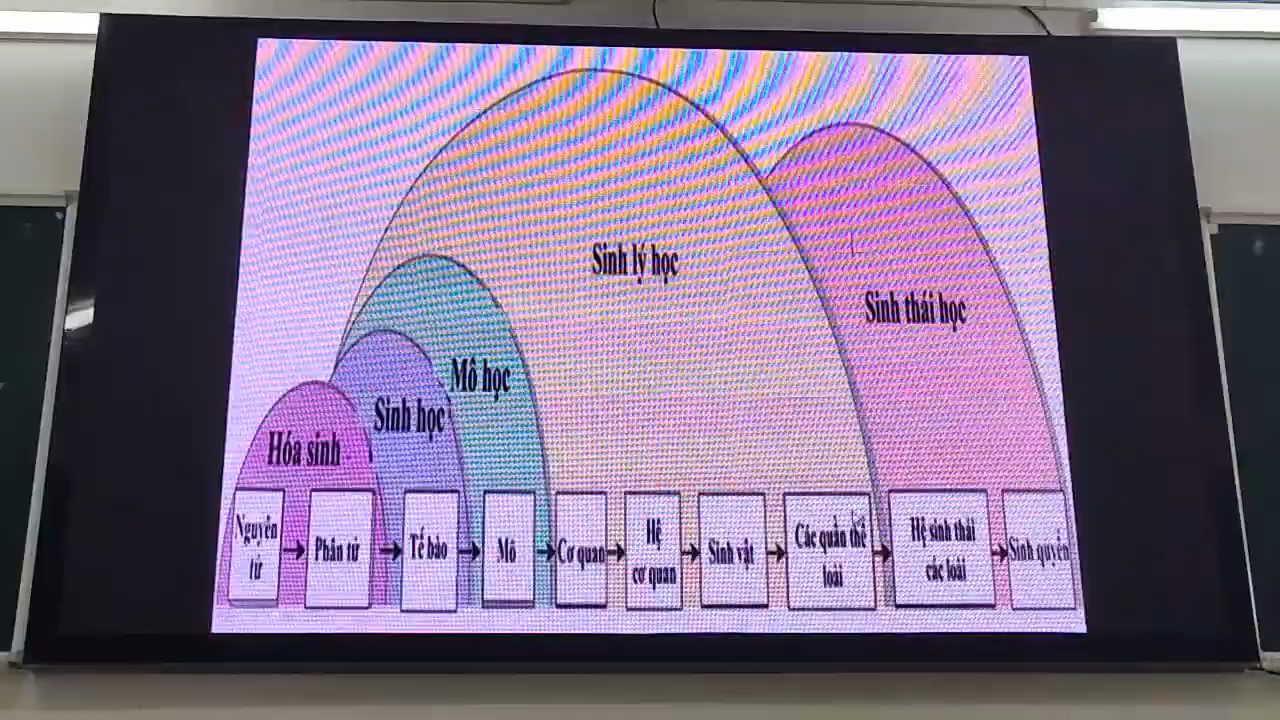 Sinh lý học
Sinh thái học
Mô học
Sinh học
Hóa sinh
Nguyên
tử
Phân tử
Tế bào
Mô
Cơ quan
Hệ
cơ quan
Sinh vật
Các quần thể
loài
Hệ sinh thái
các loài
Sinh quyển